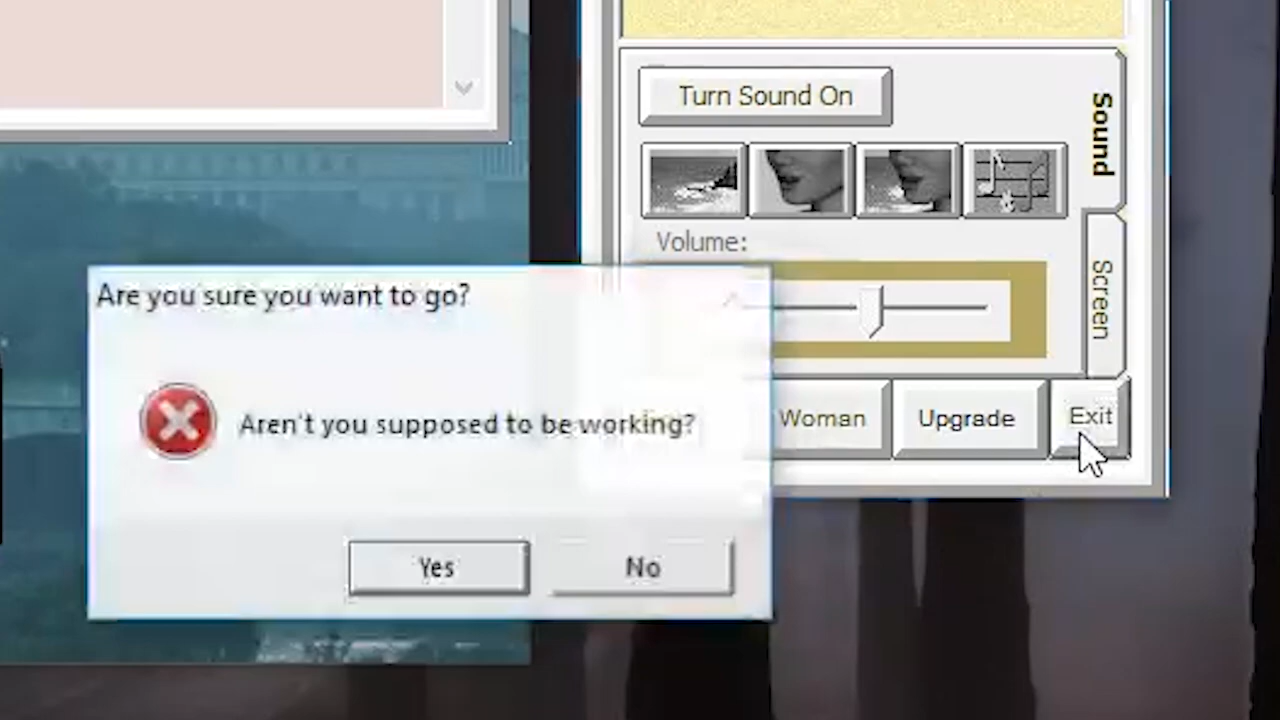 Turn Sound On
Sound
Volume:
Screen
Are you sure you want to go?
Aren't you supposed to be working?
Yes
No
Woman
Upgrade
Exit